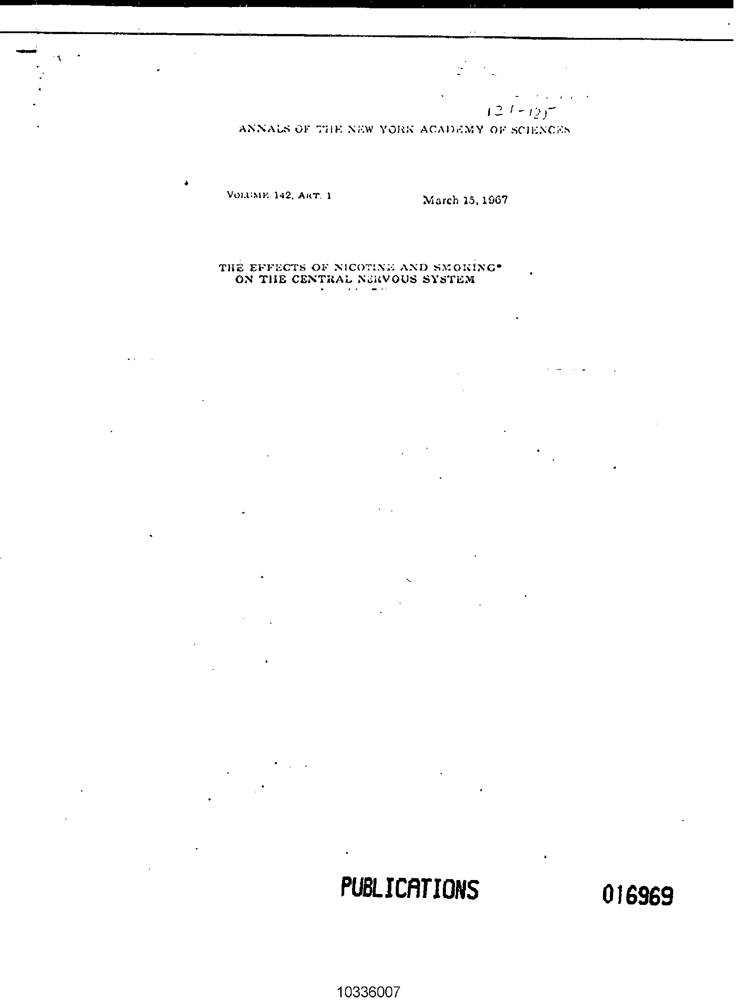 121-125
ANNALS OF THE NEW YORK ACADEMY OF SCIENCES
VOLUME 142, ART. 1
March 15, 1967
THE EFFECTS OF NICOTINE AND SMOKING*
ON THE CENTRAL NERVOUS SYSTEM
PUBLICATIONS
016969
10336007